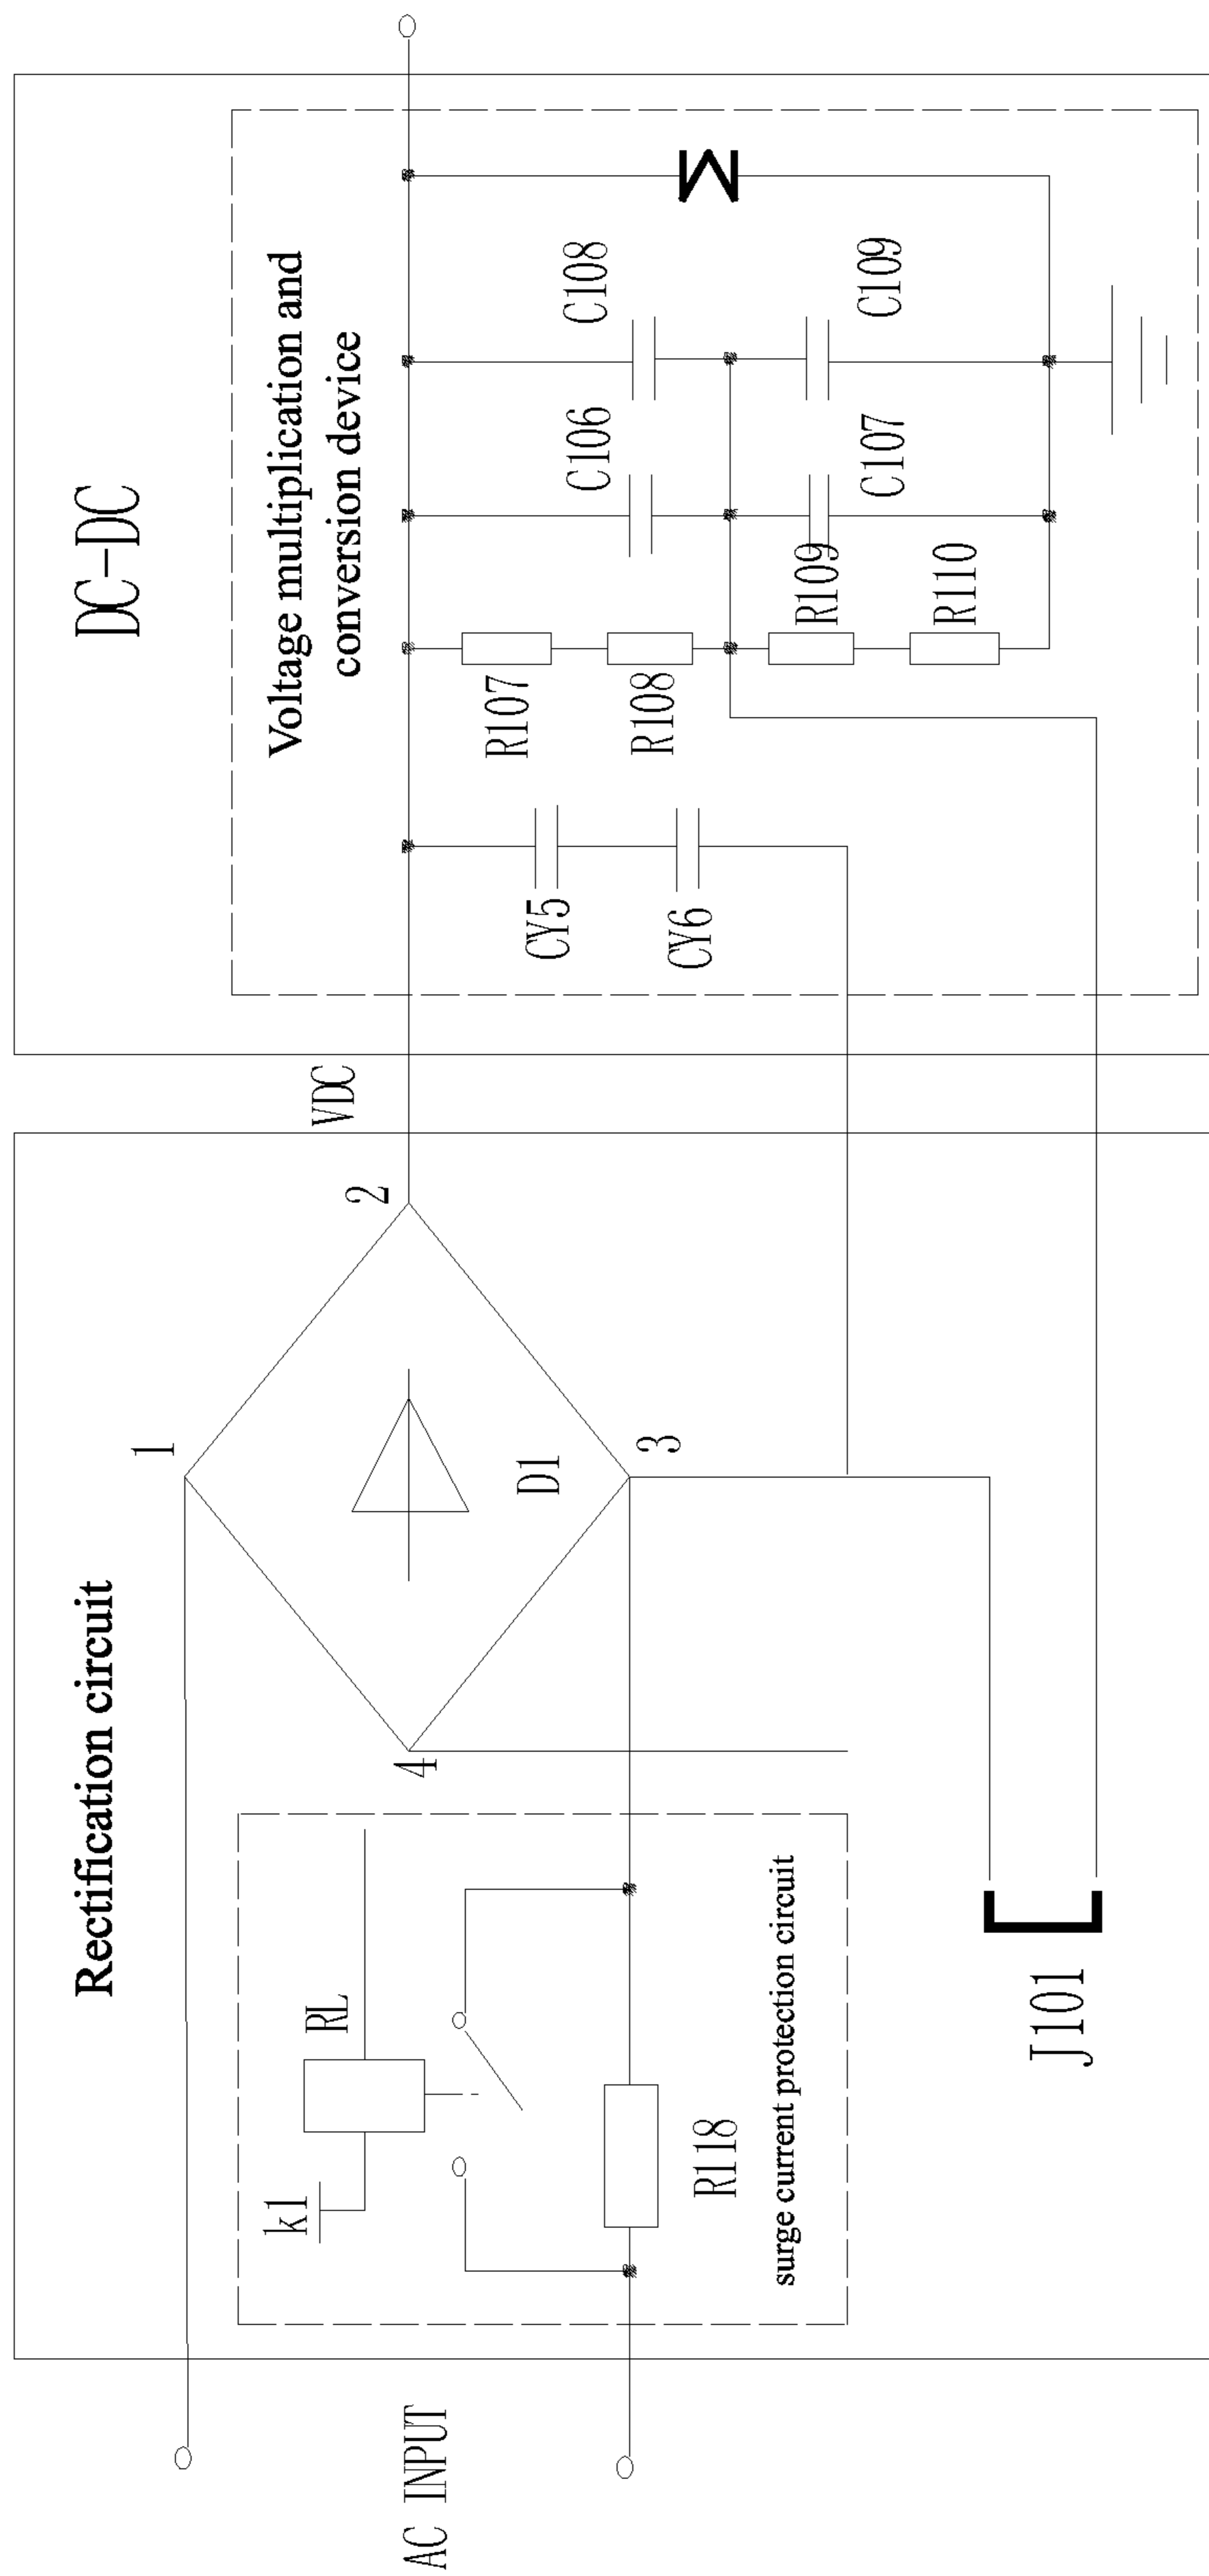 Rectification circuit
DC-DC
Voltage multiplication and
conversion device
AC INPUT
k1
RL
R118
surge current protection circuit
J101
1
2
3
4
D1
VDC
CY5
CY6
R107
R108
R109
R110
C106
C107
C108
C109